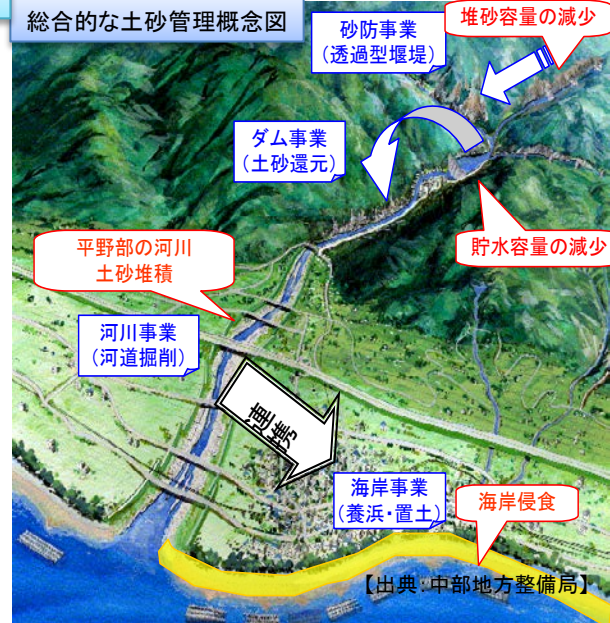 総合的な土砂管理概念図
堆砂容量の減少
砂防事業
(透過型堰堤)
ダム事業
(土砂還元)
貯水容量の減少
平野部の河川
土砂堆積
河川事業
(河道掘削)
連携
海岸事業
(養浜・置土)
海岸侵食
【出典:中部地方整備局】